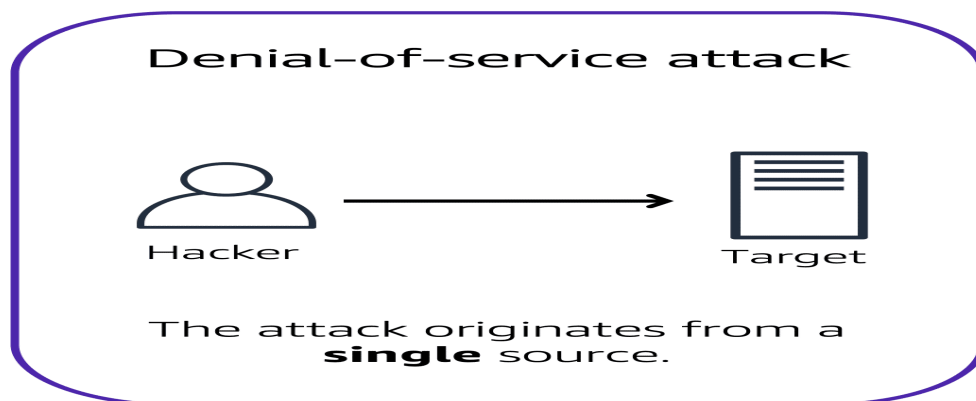 Denial-of-service attack
Hacker
Target
The attack originates from a
single source.